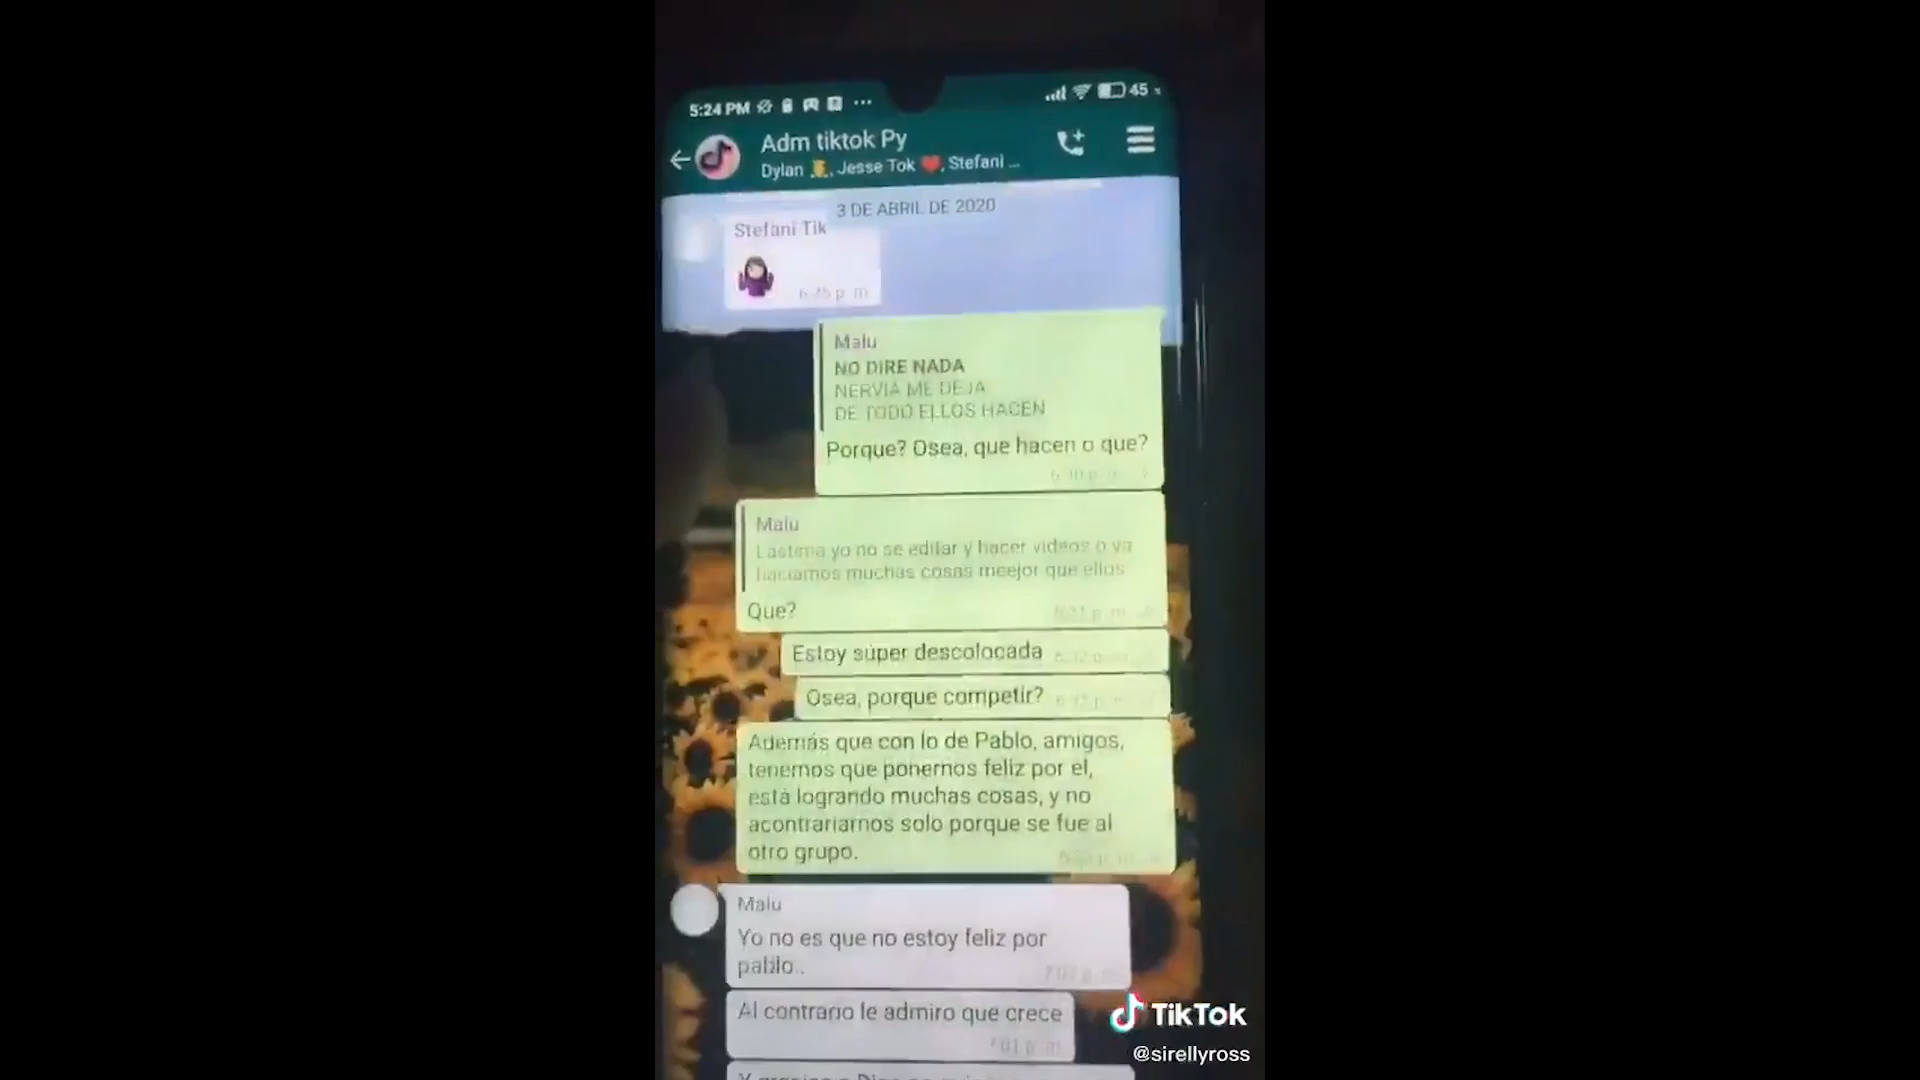 5:24 PM
45
Adm tiktok Py
Dylan , Jesse Tok ❤️, Stefani ...
3 DE ABRIL DE 2020
Stefani Tik
Malu
NO DIRE NADA
NERVIA ME DEJA
DE TODO ELLOS HACEN
Porque? Osea, que hacen o que?
Malu
Lastima yo no se editar y hacer videos o ya
hariamos muchas cosas meejor que ellos
Que?
Estoy súper descolocada
Osea, porque competir?
Además que con lo de Pablo, amigos,
tenemos que ponernos feliz por el,
está logrando muchas cosas, y no
acontrariarnos solo porque se fue al
otro grupo.
Malu
Yo no es que no estoy feliz por
pablo..
Al contrario le admiro que crece
TikTok
@sirellyross